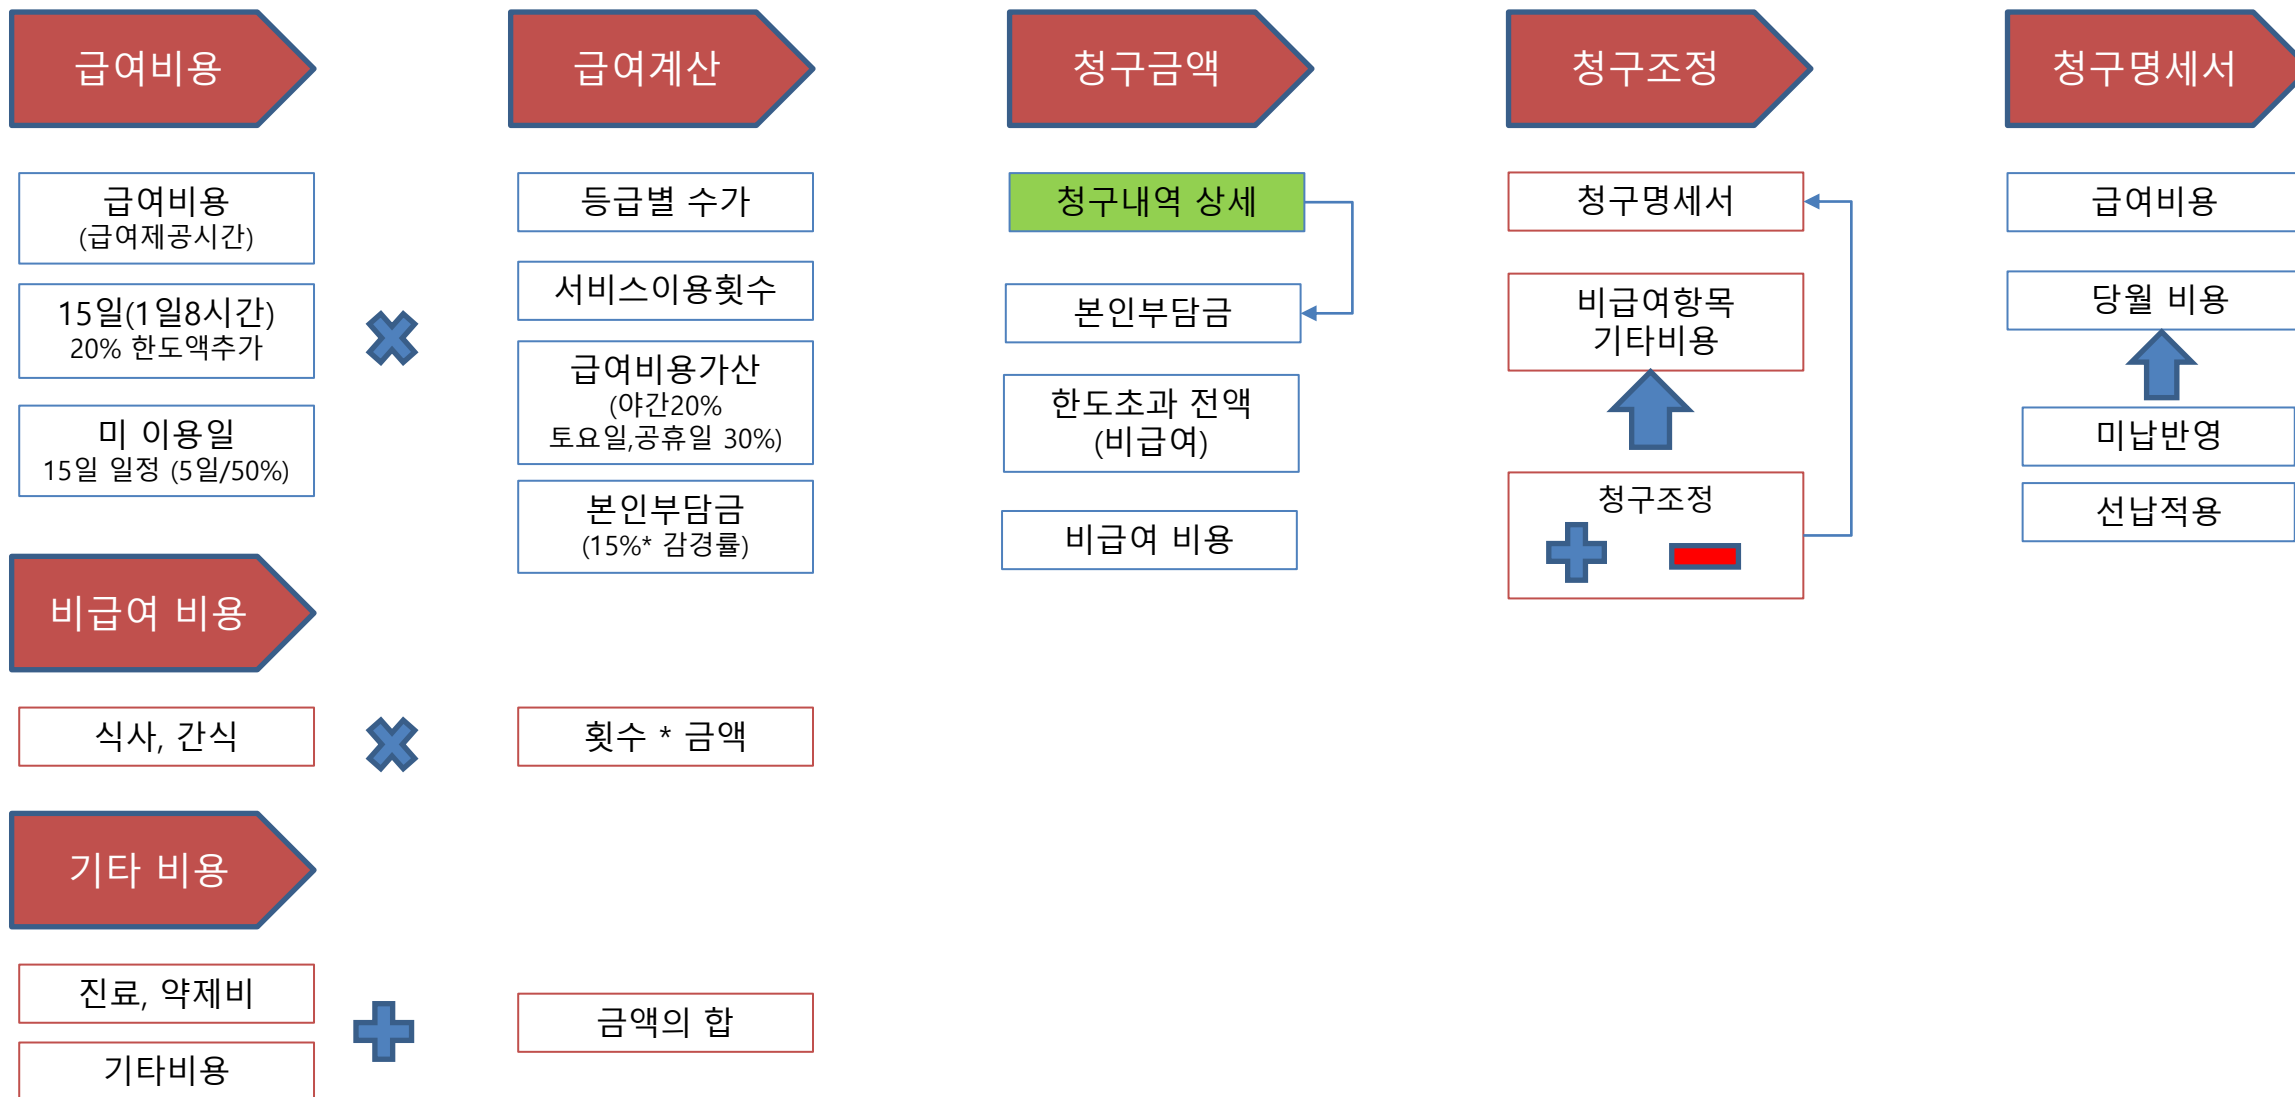 급여비용
급여계산
청구금액
청구조정
청구명세서
급여비용
(급여제공시간)
15일(1일8시간)
20% 한도액추가
미 이용일
15일 일정 (5일/50%)
등급별 수가
서비스이용횟수
급여비용가산
(야간20%
토요일,공휴일 30%)
본인부담금
(15%* 감경률)
청구내역 상세
본인부담금
한도초과 전액
(비급여)
비급여 비용
청구명세서
비급여항목
기타비용
청구조정
급여비용
당월 비용
미납반영
선납적용
비급여 비용
식사, 간식
횟수 * 금액
기타 비용
진료, 약제비
기타비용
금액의 합